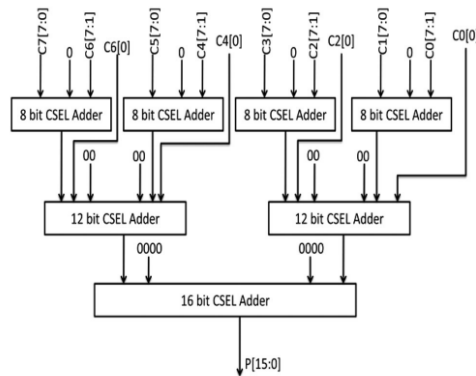 C7[7:0]
0
C6[7:1]
C6[0]
C5[7:0]
0
C4[7:1]
C4[0]
C3[7:0]
0
C2[7:1]
C2[0]
C1[7:0]
0
C0[7:1]
C0[0]
8 bit CSEL Adder
8 bit CSEL Adder
8 bit CSEL Adder
8 bit CSEL Adder
00
00
00
00
12 bit CSEL Adder
12 bit CSEL Adder
0000
0000
16 bit CSEL Adder
P[15:0]